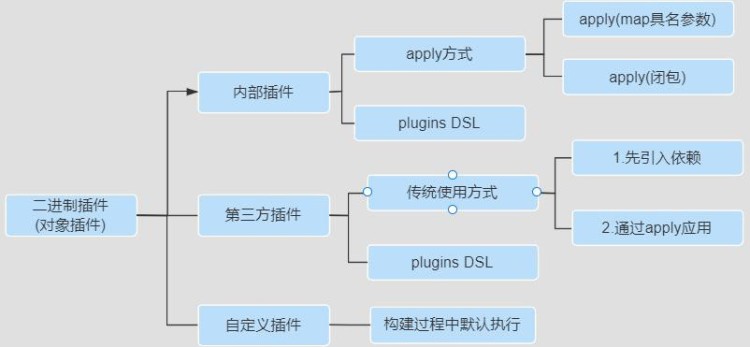 二进制插件
(对象插件)
内部插件
apply方式
apply(map具名参数)
apply(闭包)
plugins DSL
第三方插件
传统使用方式
1.先引入依赖
2.通过apply应用
plugins DSL
自定义插件
构建过程中默认执行